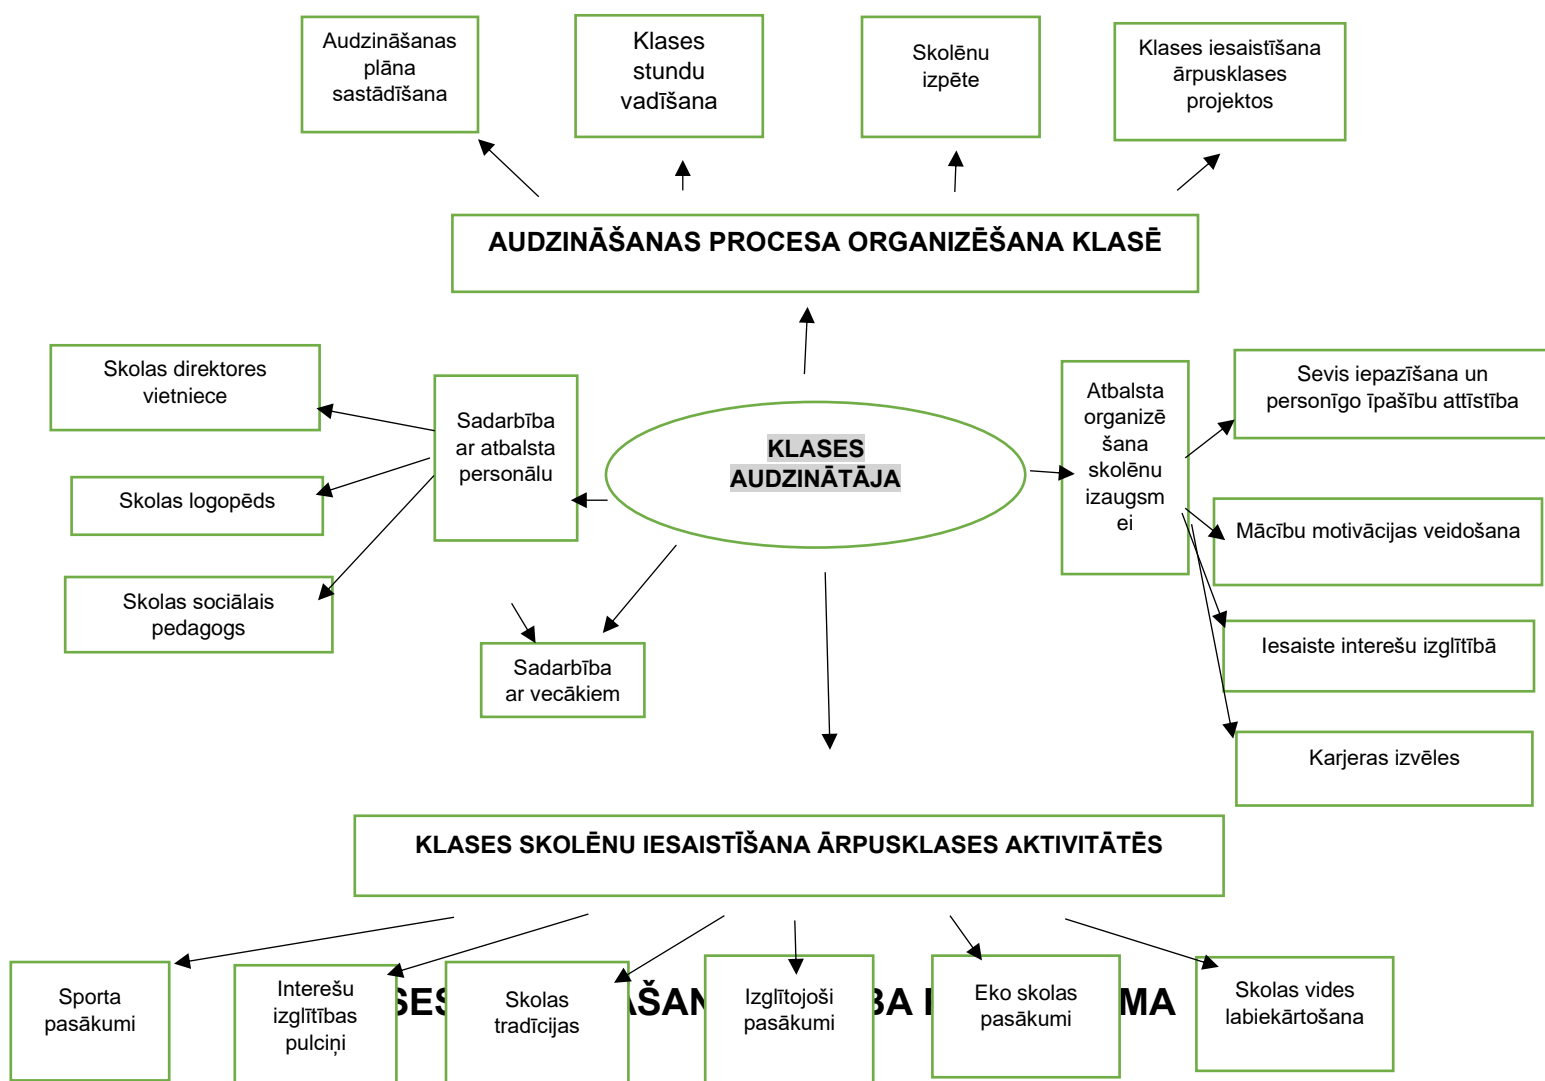 Audzināšanas
plāna
sastādīšana
Klases
stundu
vadīšana
Skolēnu
izpēte
Klases iesaistīšana
ārpusklases
projektos
AUDZINĀŠANAS PROCESA ORGANIZĒŠANA KLASĒ
Skolas direktores
vietniece
Sadarbība
ar atbalsta
personālu
KLASES
AUDZINĀTĀJA
Atbalsta
organizē
šana
skolēnu
izaugsm
ei
Sevis iepazīšana un
personīgo īpašību attīstība
Skolas logopēds
Mācību motivācijas veidošana
Skolas sociālais
pedagogs
Sadarbība
ar vecākiem
Iesaiste interešu izglītībā
Karjeras izvēles
KLASES SKOLĒNU IESAISTĪŠANA ĀRPUSKLASES AKTIVITĀTĒS
Sporta
pasākumi
Interešu
izglītības
pulciņi
Skolas
tradīcijas
Izglītojoši
pasākumi
Eko skolas
pasākumi
Skolas vides
labiekārtošana